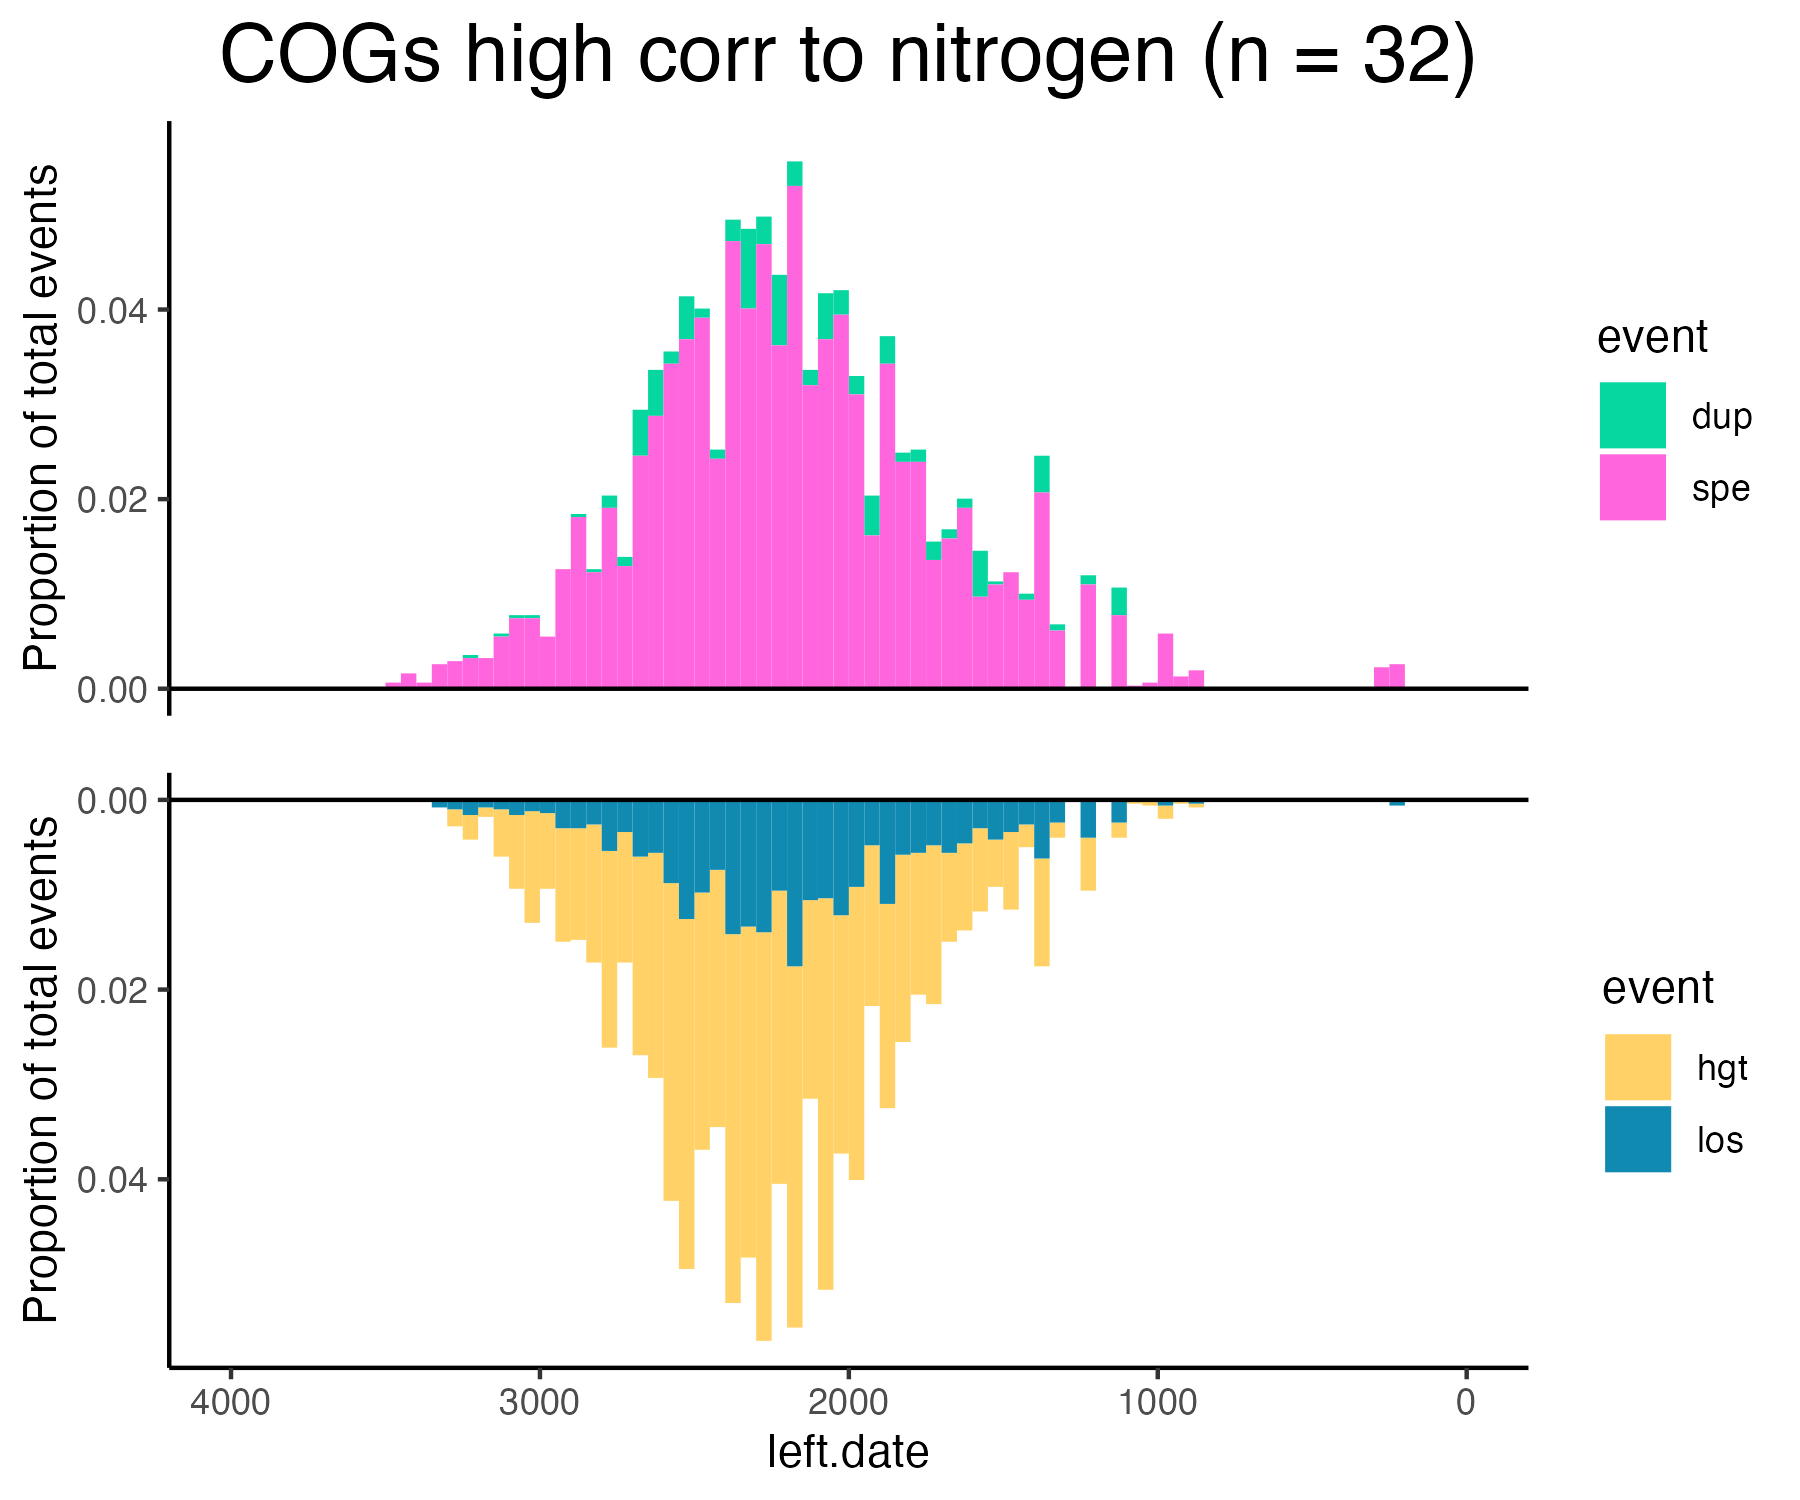 COGs high corr to nitrogen (n = 32)
Proportion of total events
0.04
0.02
0.00
event
dup
spe
Proportion of total events
0.00
0.02
0.04
event
hgt
los
4000 3000 2000 1000 0
left.date